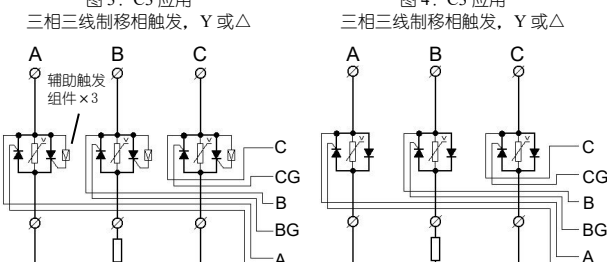 图 3：C3 应用
图 4：C3 应用
三相三线制移相触发，Y 或△
三相三线制移相触发，Y 或△
A B C
A B C
辅助触发
组件×3
C
CG
B
BG
A
C
CG
B
BG
A